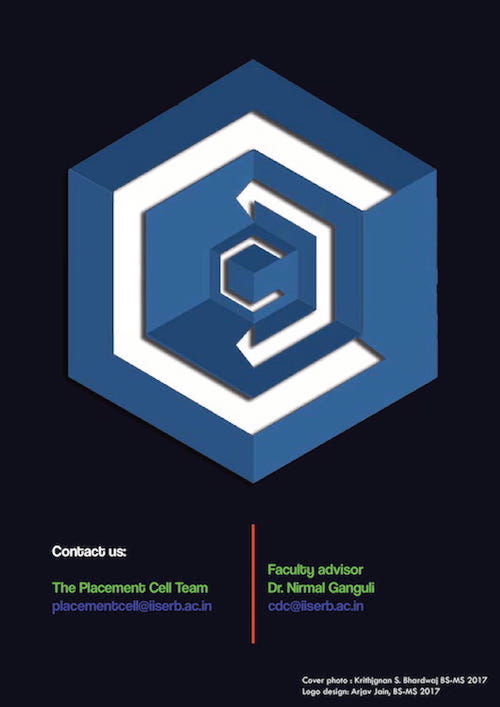 Contact us:
The Placement Cell Team
placementcell@iiserb.ac.in
Faculty advisor
Dr. Nirmal Ganguli
cdc@iiserb.ac.in
Cover photo : Krithjgnan S. Bhardwaj BS-MS 2017
Logo design: Arjav Jain, BS-MS 2017